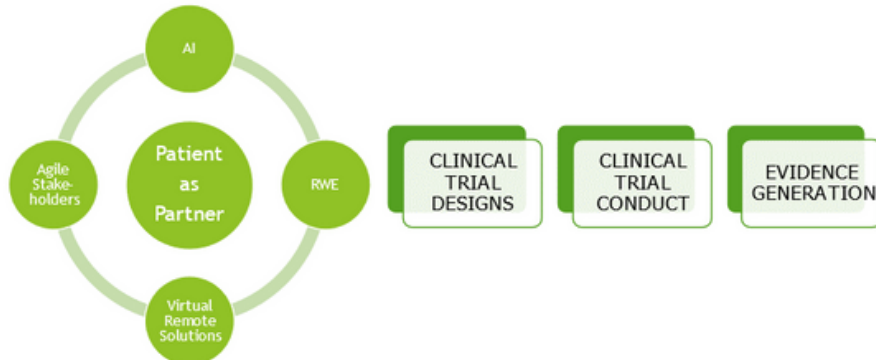 AI
Patient
as
Partner
Agile
Stake-
holders
RWE
Virtual
Remote
Solutions
CLINICAL
TRIAL
DESIGNS
CLINICAL
TRIAL
CONDUCT
EVIDENCE
GENERATION